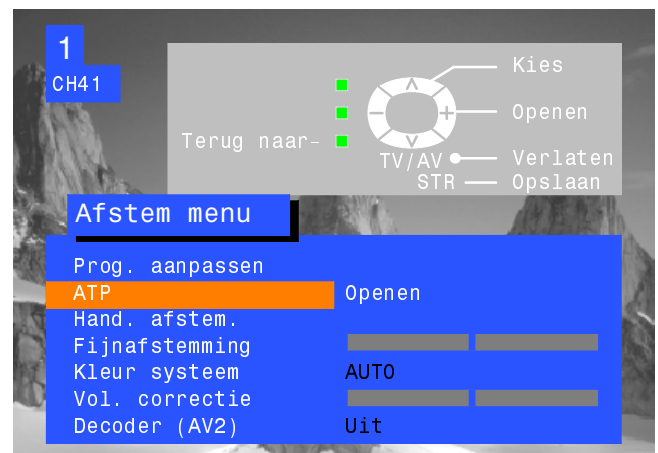 1
CH41
Kies
Openen
Terug naar-
TV/AV Verlaten
STR Opslaan
Afstem menu
Prog. aanpassen
ATP Openen
Hand. afstem.
Fijnafstemming
Kleur systeem AUTO
Vol. correctie
Decoder (AV2) Uit